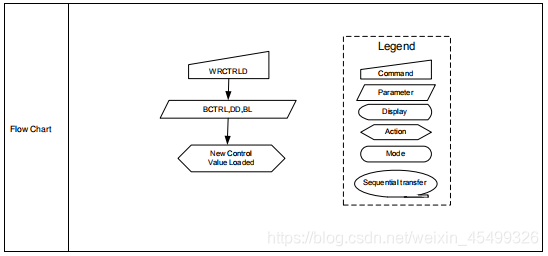 Flow Chart
WRCTRLD
BCTRL,DD,BL
New Control
Value Loaded
Legend
Command
Parameter
Display
Action
Mode
Sequential transfer
https://blog.csdn.net/weixin_45499326